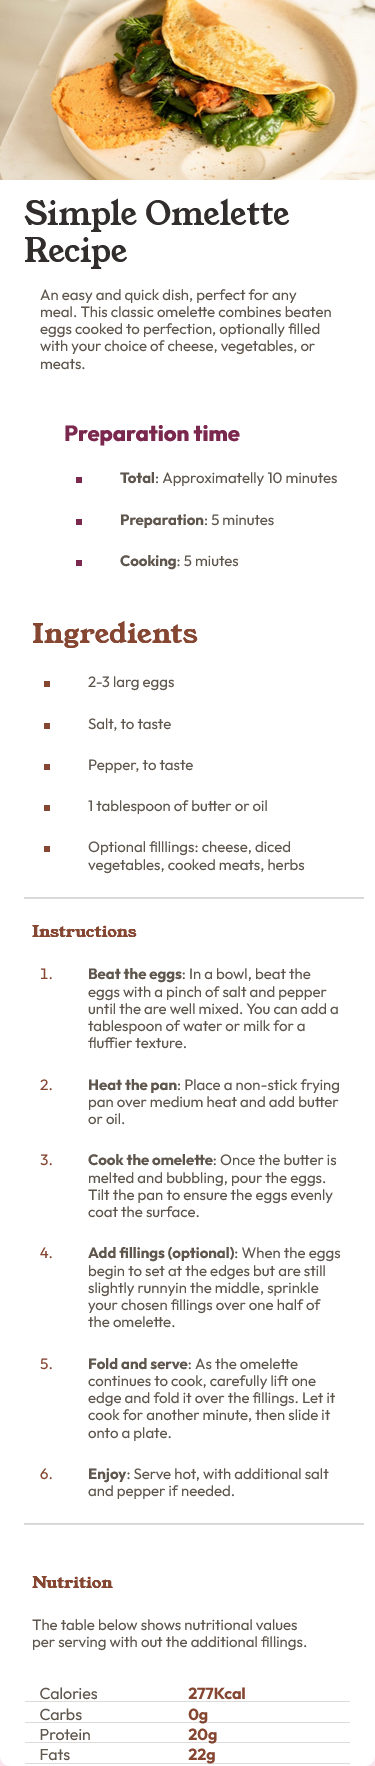 Simple Omelette
Recipe
An easy and quick dish, perfect for any
meal. This classic omelette combines beaten
eggs cooked to perfection, optionally filled
with your choice of cheese, vegetables, or
meats.
Preparation time
Total: Approximatelly 10 minutes
Preparation: 5 minutes
Cooking: 5 miutes
Ingredients
2-3 larg eggs
Salt, to taste
Pepper, to taste
1 tablespoon of butter or oil
Optional filllings: cheese, diced
vegetables, cooked meats, herbs
Instructions
1. Beat the eggs: In a bowl, beat the
eggs with a pinch of salt and pepper
until the are well mixed. You can add a
tablespoon of water or milk for a
fluffier texture.
2. Heat the pan: Place a non-stick frying
pan over medium heat and add butter
or oil.
3. Cook the omelette: Once the butter is
melted and bubbling, pour the eggs.
Tilt the pan to ensure the eggs evenly
coat the surface.
4. Add fillings (optional): When the eggs
begin to set at the edges but are still
slightly runnyin the middle, sprinkle
your chosen fillings over one half of
the omelette.
5. Fold and serve: As the omelette
continues to cook, carefully lift one
edge and fold it over the fillings. Let it
cook for another minute, then slide it
onto a plate.
6. Enjoy: Serve hot, with additional salt
and pepper if needed.
Nutrition
The table below shows nutritional values
per serving with out the additional fillings.
Calories 277Kcal
Carbs 0g
Protein 20g
Fats 22g